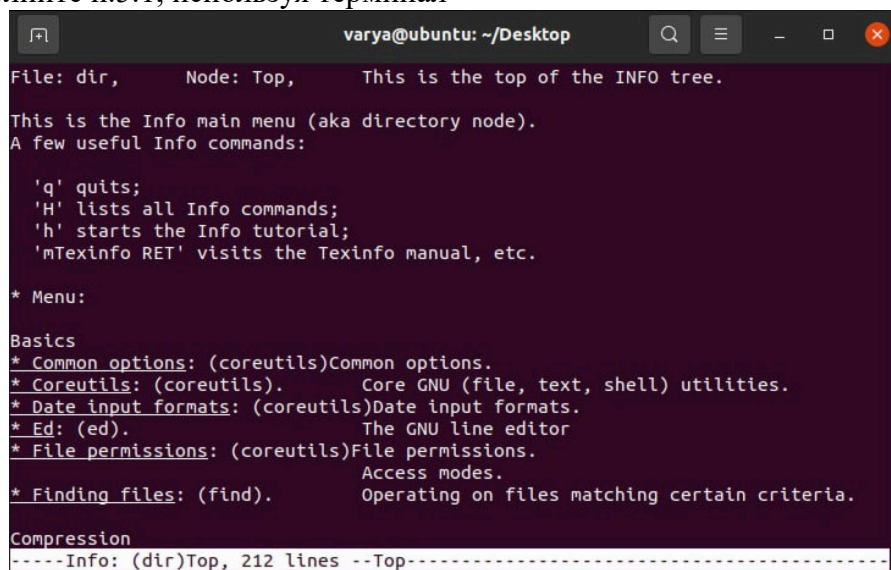 используя терминал
varya@ubuntu: ~/Desktop
File: dir,       Node: Top,       This is the top of the INFO tree.
This is the Info main menu (aka directory node).
A few useful Info commands:
'q' quits;
'H' lists all Info commands;
'h' starts the Info tutorial;
'mTexinfo RET' visits the Texinfo manual, etc.
* Menu:
Basics
* Common options: (coreutils)Common options.
* Coreutils: (coreutils).       Core GNU (file, text, shell) utilities.
* Date input formats: (coreutils)Date input formats.
* Ed: (ed).                     The GNU line editor
* File permissions: (coreutils)File permissions.
Access modes.
* Finding files: (find).        Operating on files matching certain criteria.
Compression
-----Info: (dir)Top, 212 lines --Top---------------------------------------------